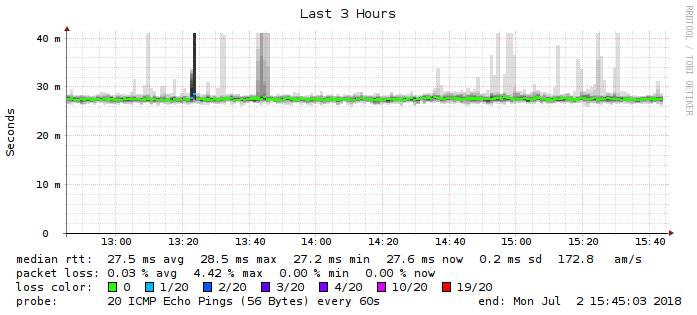 Last 3 Hours
RRDTOOL / TOBI OETIKER
Seconds
40 m
30 m
20 m
10 m
0
13:00 13:20 13:40 14:00 14:20 14:40 15:00 15:20 15:40
median rtt: 27.5 ms avg 28.5 ms max 27.2 ms min 27.6 ms now 0.2 ms sd 172.8 am/s
packet loss: 0.03 % avg 4.42 % max 0.00 % min 0.00 % now
loss color: 0 1/20 2/20 3/20 4/20 10/20 19/20
probe: 20 ICMP Echo Pings (56 Bytes) every 60s end: Mon Jul 2 15:45:03 2018